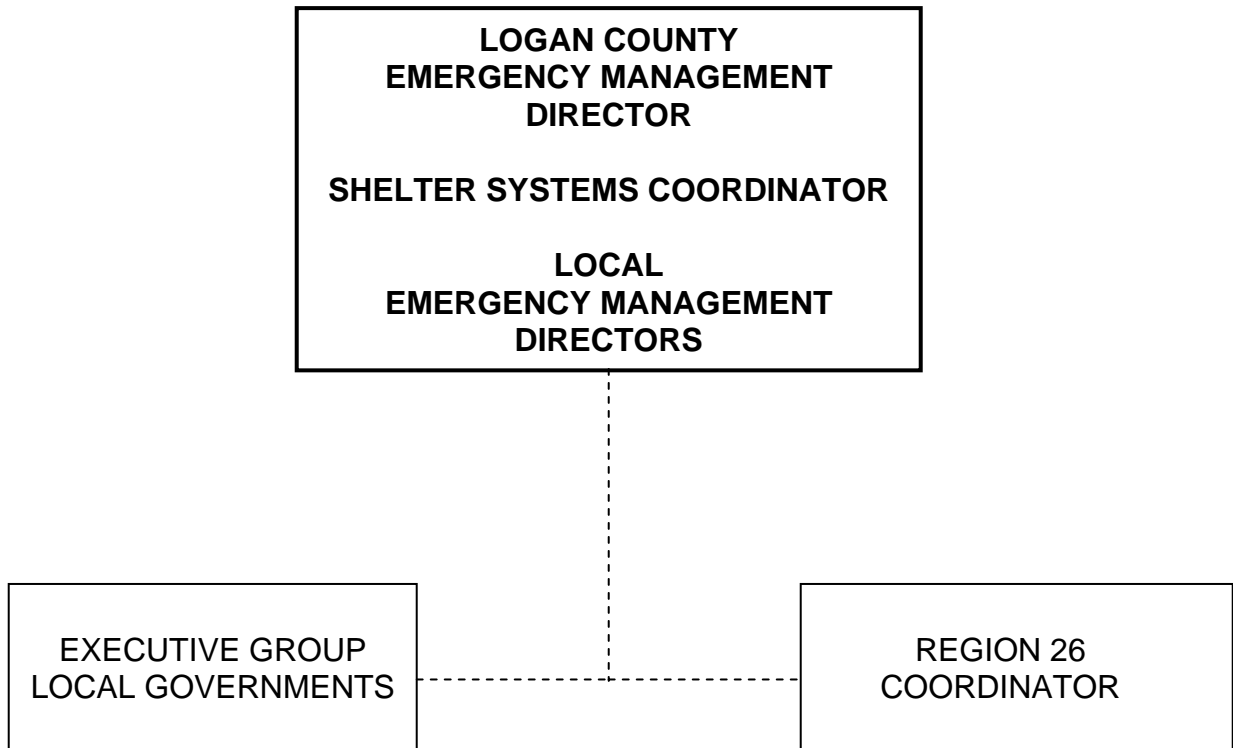 LOGAN COUNTY
EMERGENCY MANAGEMENT
DIRECTOR
SHELTER SYSTEMS COORDINATOR
LOCAL
EMERGENCY MANAGEMENT
DIRECTORS
EXECUTIVE GROUP
LOCAL GOVERNMENTS
REGION 26
COORDINATOR